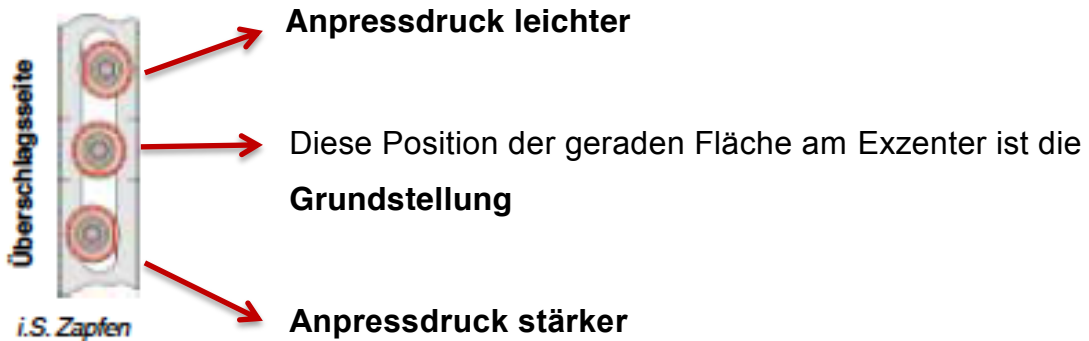 Anpressdruck leichter
Überschlagsseite
Diese Position der geraden Fläche am Exzenter ist die
Grundstellung
i.S. Zapfen
Anpressdruck stärker